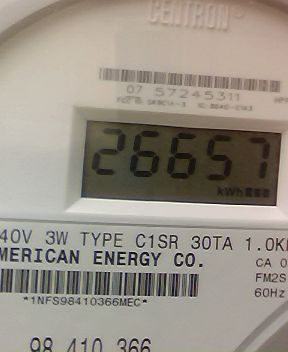 CENTRON®
07 57245311
26657
kWh
40V 3W TYPE C1SR 30TA 1.0K
MERICAN ENERGY CO.
CA 0
FM2S
60Hz
*1NFS98410366MEC*
98 410 366